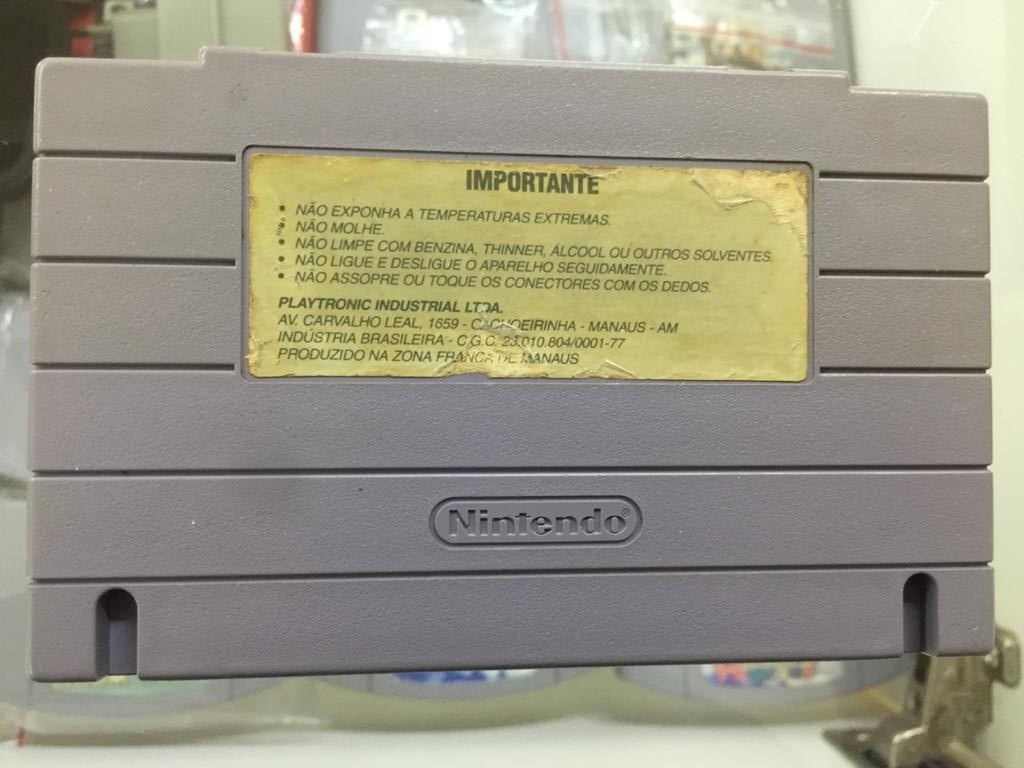 IMPORTANTE
• NÃO EXPONHA A TEMPERATURAS EXTREMAS.
• NÃO MOLHE.
• NÃO LIMPE COM BENZINA, THINNER, ÁLCOOL OU OUTROS SOLVENTES.
• NÃO LIGUE E DESLIGUE O APARELHO SEGUIDAMENTE.
• NÃO ASSOPRE OU TOQUE OS CONECTORES COM OS DEDOS.
PLAYTRONIC INDUSTRIAL LTDA.
AV. CARVALHO LEAL, 1659 - CACHOEIRINHA - MANAUS - AM
INDÚSTRIA BRASILEIRA - C.G.C. 23.010.804/0001-77
PRODUZIDO NA ZONA FRANCA DE MANAUS
Nintendo®